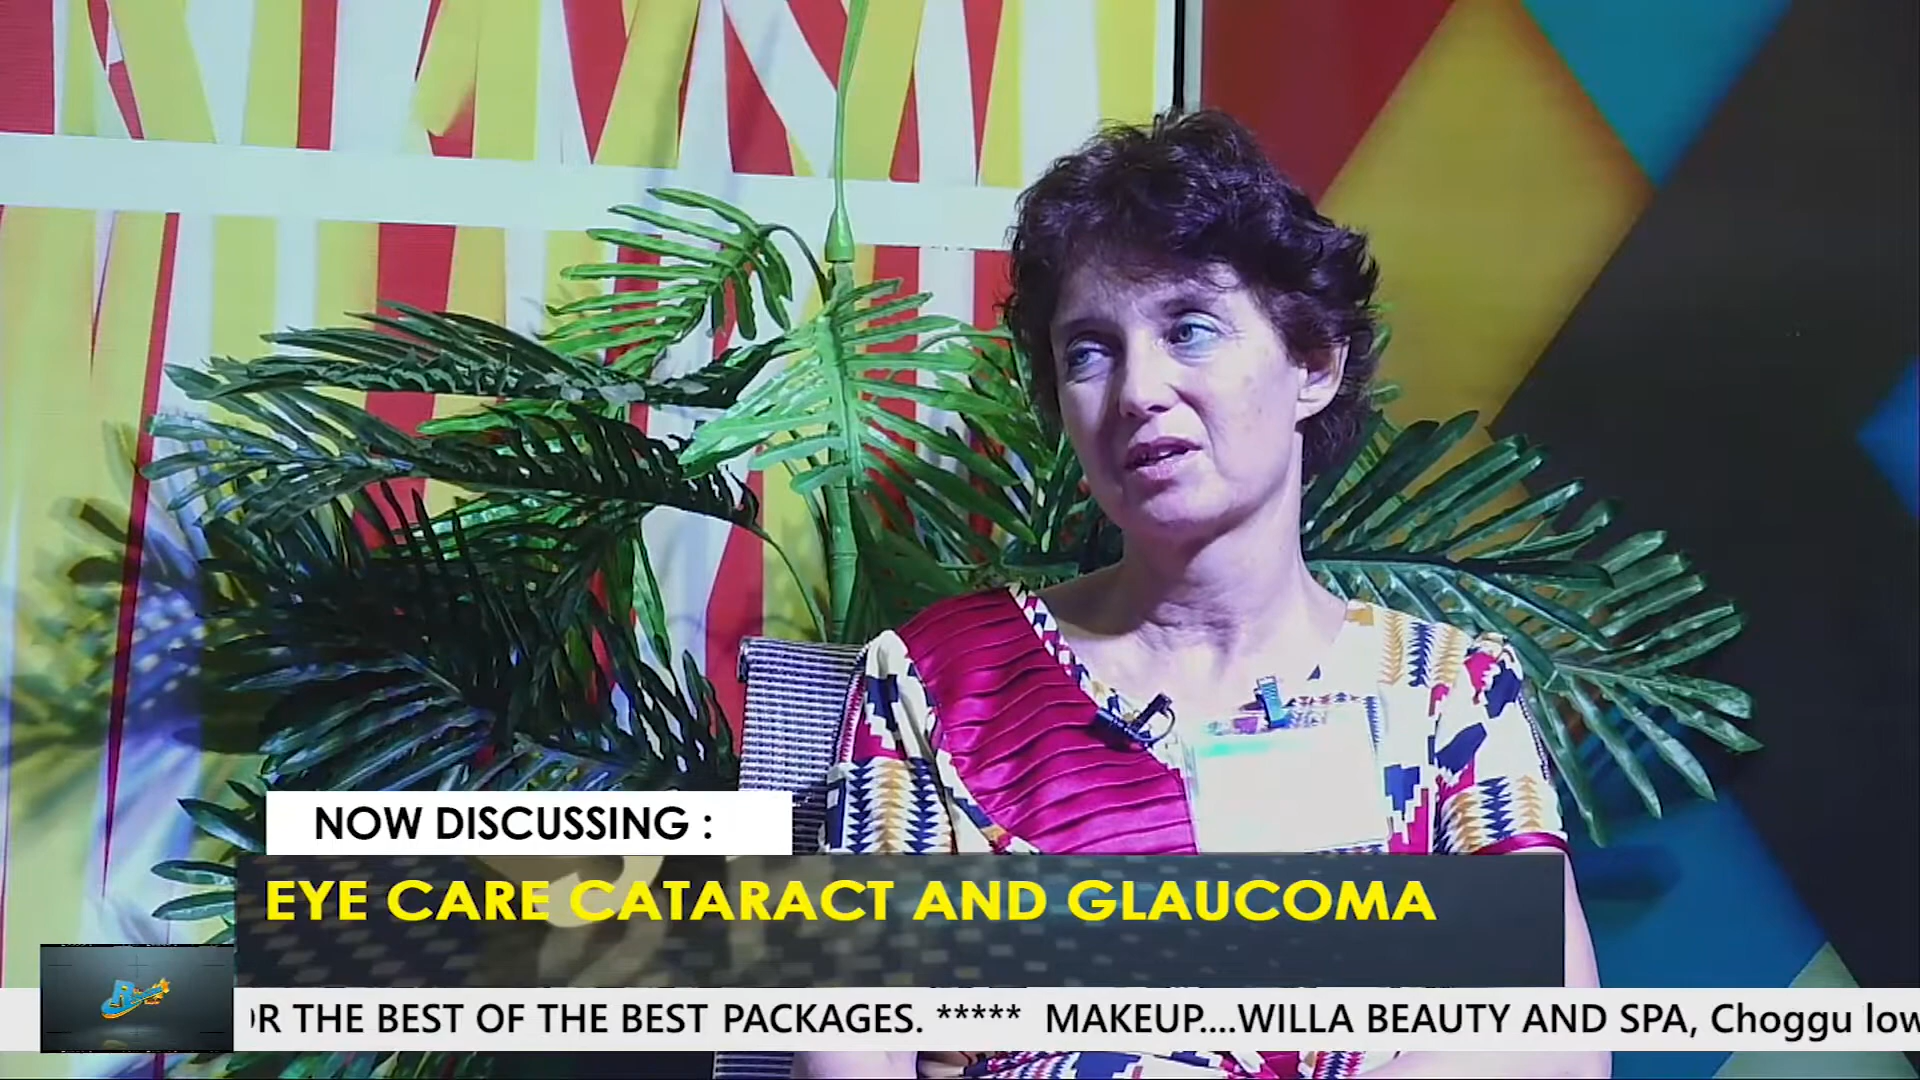 NOW DISCUSSING :
EYE CARE CATARACT AND GLAUCOMA
THE BEST OF THE BEST PACKAGES. ***** MAKEUP....WILLA BEAUTY AND SPA, Choggu